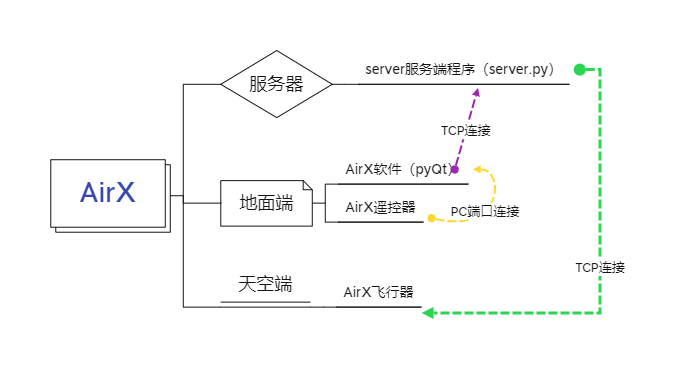 服务器
server服务端程序（server.py）
TCP连接
AirX软件（pyQt）
AirX
地面端
AirX遥控器
PC端口连接
TCP连接
天空端
AirX飞行器